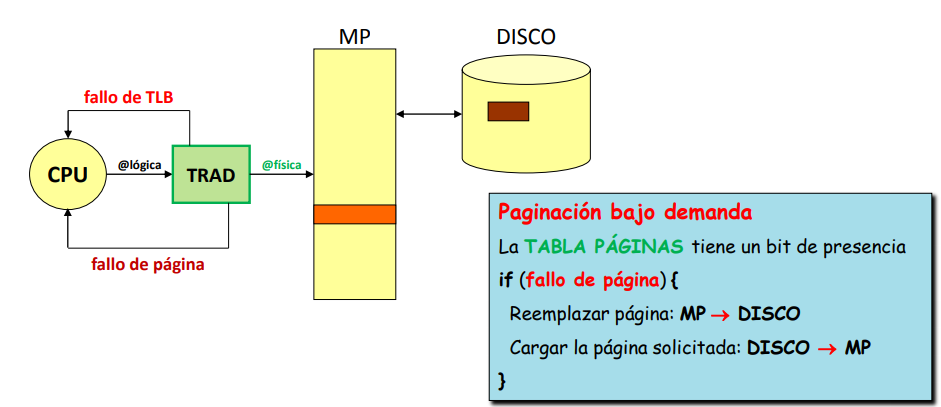 MP
DISCO
fallo de TLB
CPU
@lógica
TRAD
@física
fallo de página
Paginación bajo demanda
La TABLA PÁGINAS tiene un bit de presencia
if (fallo de página) {
Reemplazar página: MP → DISCO
Cargar la página solicitada: DISCO → MP
}